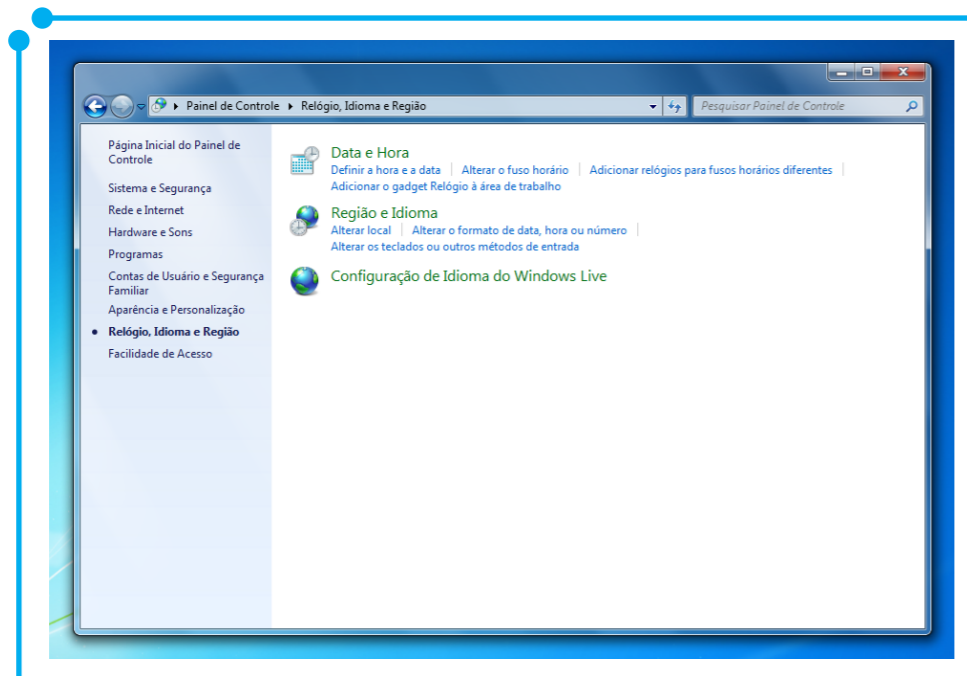 Painel de Controle Relógio, Idioma e Região
Pesquisar Painel de Controle
Página Inicial do Painel de
Controle
Sistema e Segurança
Rede e Internet
Hardware e Sons
Programas
Contas de Usuário e Segurança
Familiar
Aparência e Personalização
Relógio, Idioma e Região
Facilidade de Acesso
Data e Hora
Definir a hora e a data Alterar o fuso horário Adicionar relógios para fusos horários diferentes
Adicionar o gadget Relógio à área de trabalho
Região e Idioma
Alterar local Alterar o formato de data, hora ou número
Alterar os teclados ou outros métodos de entrada
Configuração de Idioma do Windows Live